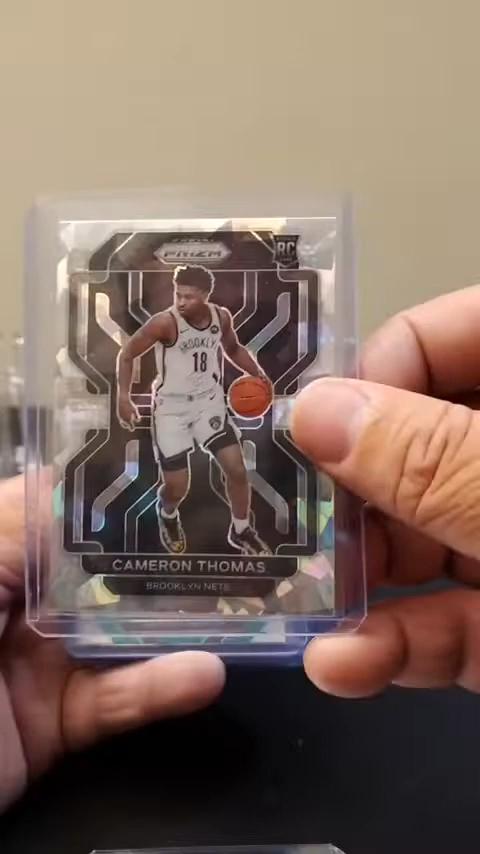 PRIZM
RC
BROOKLYN
18
CAMERON THOMAS
BROOKLYN NETS